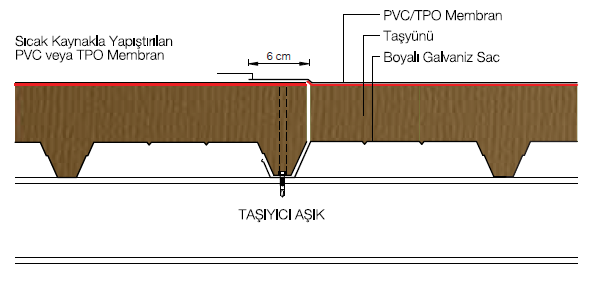 PVC/TPO Membran
Sıcak Kaynakla Yapıştırılan
PVC veya TPO Membran
6 cm
Taşyünü
Boyalı Galvaniz Sac
TAŞIYICI AŞIK